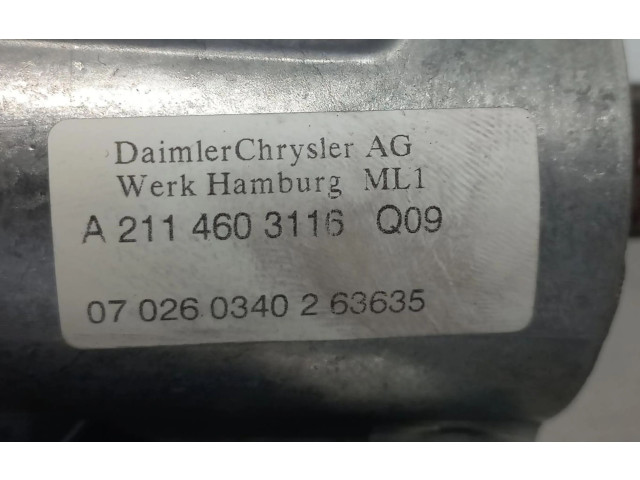 DaimlerChrysler AG
Werk Hamburg ML1
A 211 460 3116 Q09
07 026 0340 2 63635